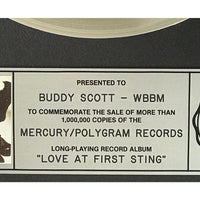 PRESENTED TO
BUDDY SCOTT - WBBM
TO COMMEMORATE THE SALE OF MORE THAN
1,000,000 COPIES OF THE
MERCURY/POLYGRAM RECORDS
LONG-PLAYING RECORD ALBUM
"LOVE AT FIRST STING"